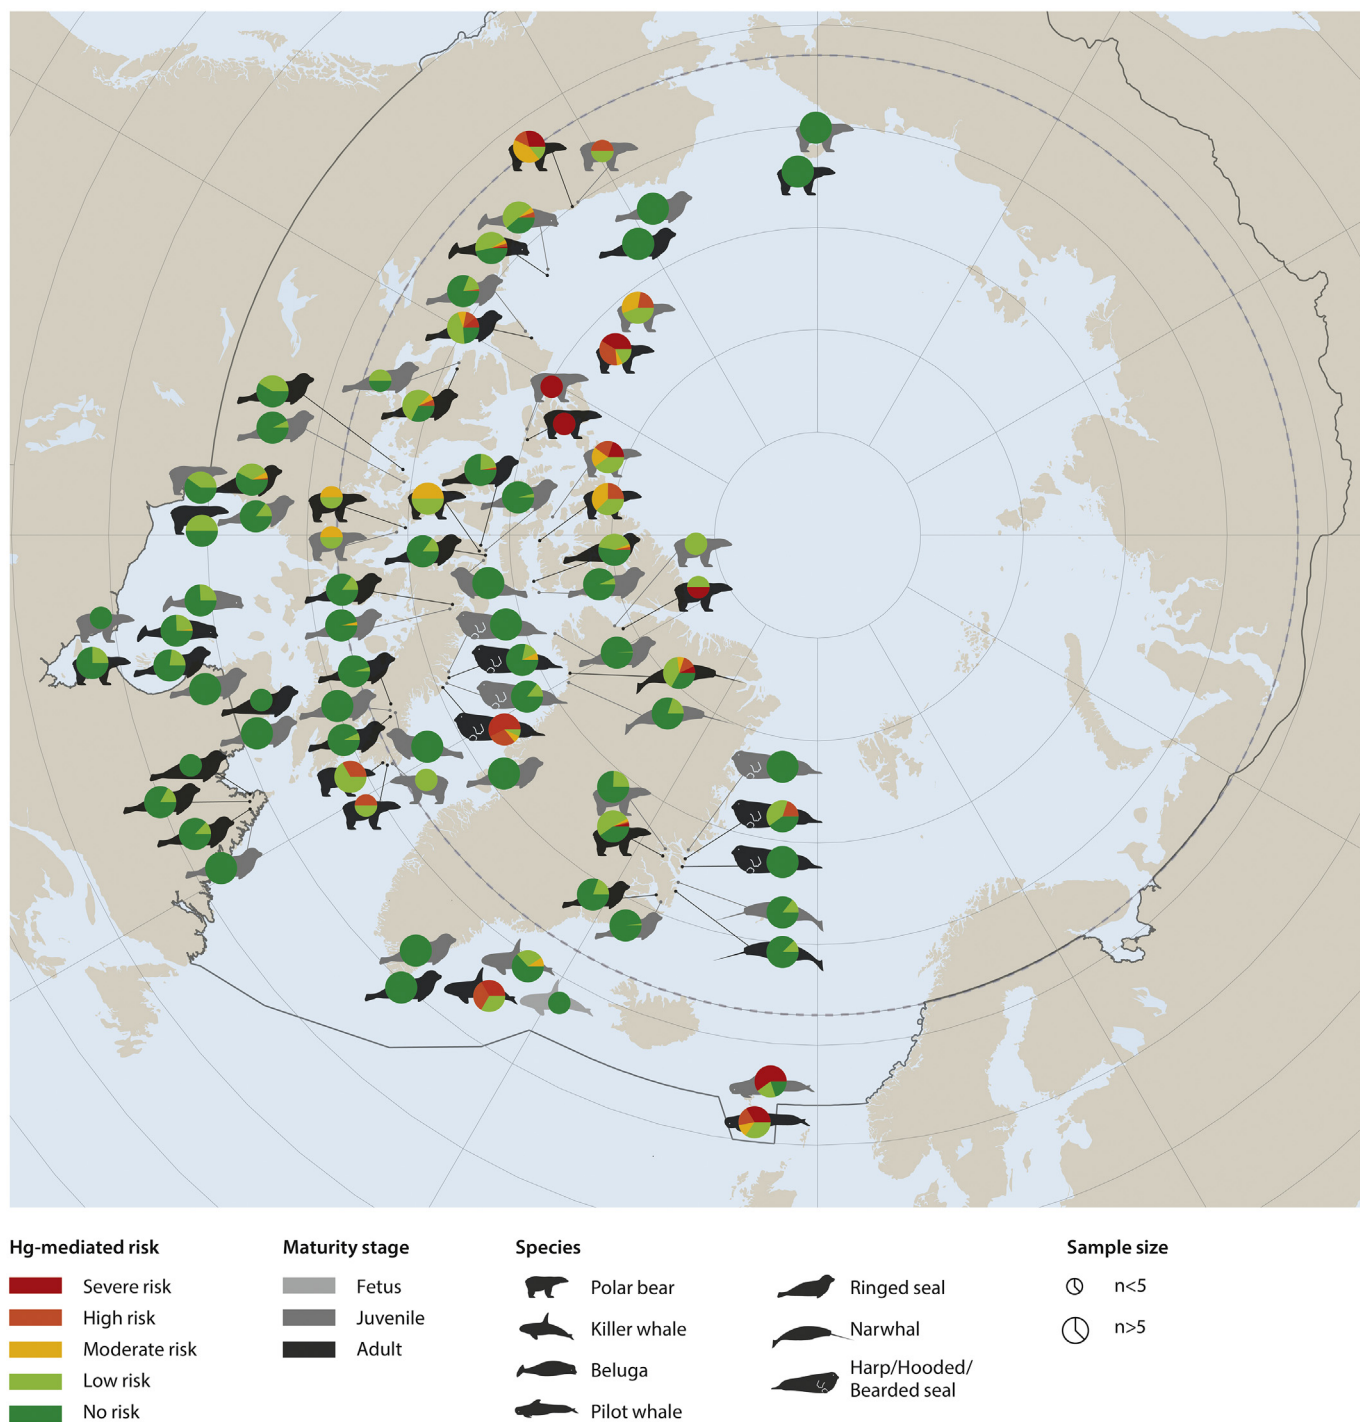 Hg-mediated risk
Severe risk
High risk
Moderate risk
Low risk
No risk
Maturity stage
Fetus
Juvenile
Adult
Species
Polar bear
Killer whale
Beluga
Pilot whale
Ringed seal
Narwhal
Harp/Hooded/
Bearded seal
Sample size
n<5
n>5